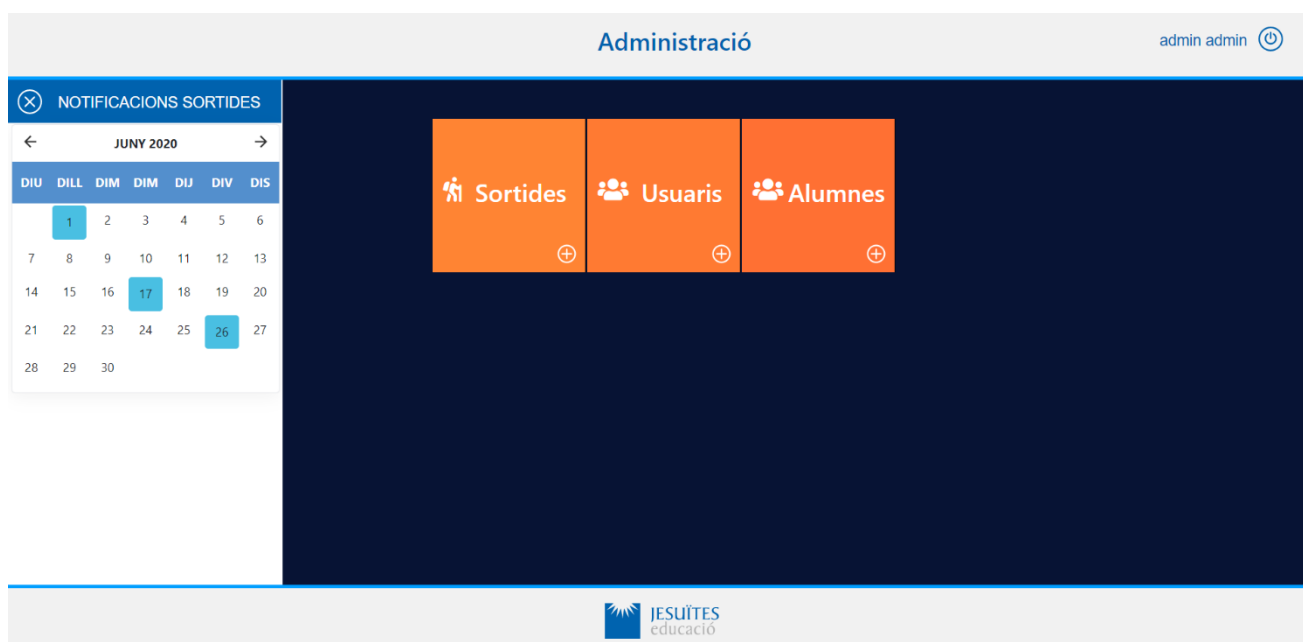 Administració
admin admin
NOTIFICACIONS SORTIDES
JUNY 2020
DIU DILL DIM DIM DIJ DIV DIS
1 2 3 4 5 6
7 8 9 10 11 12 13
14 15 16 17 18 19 20
21 22 23 24 25 26 27
28 29 30
Sortides
Usuaris
Alumnes
JESUÏTES
educació